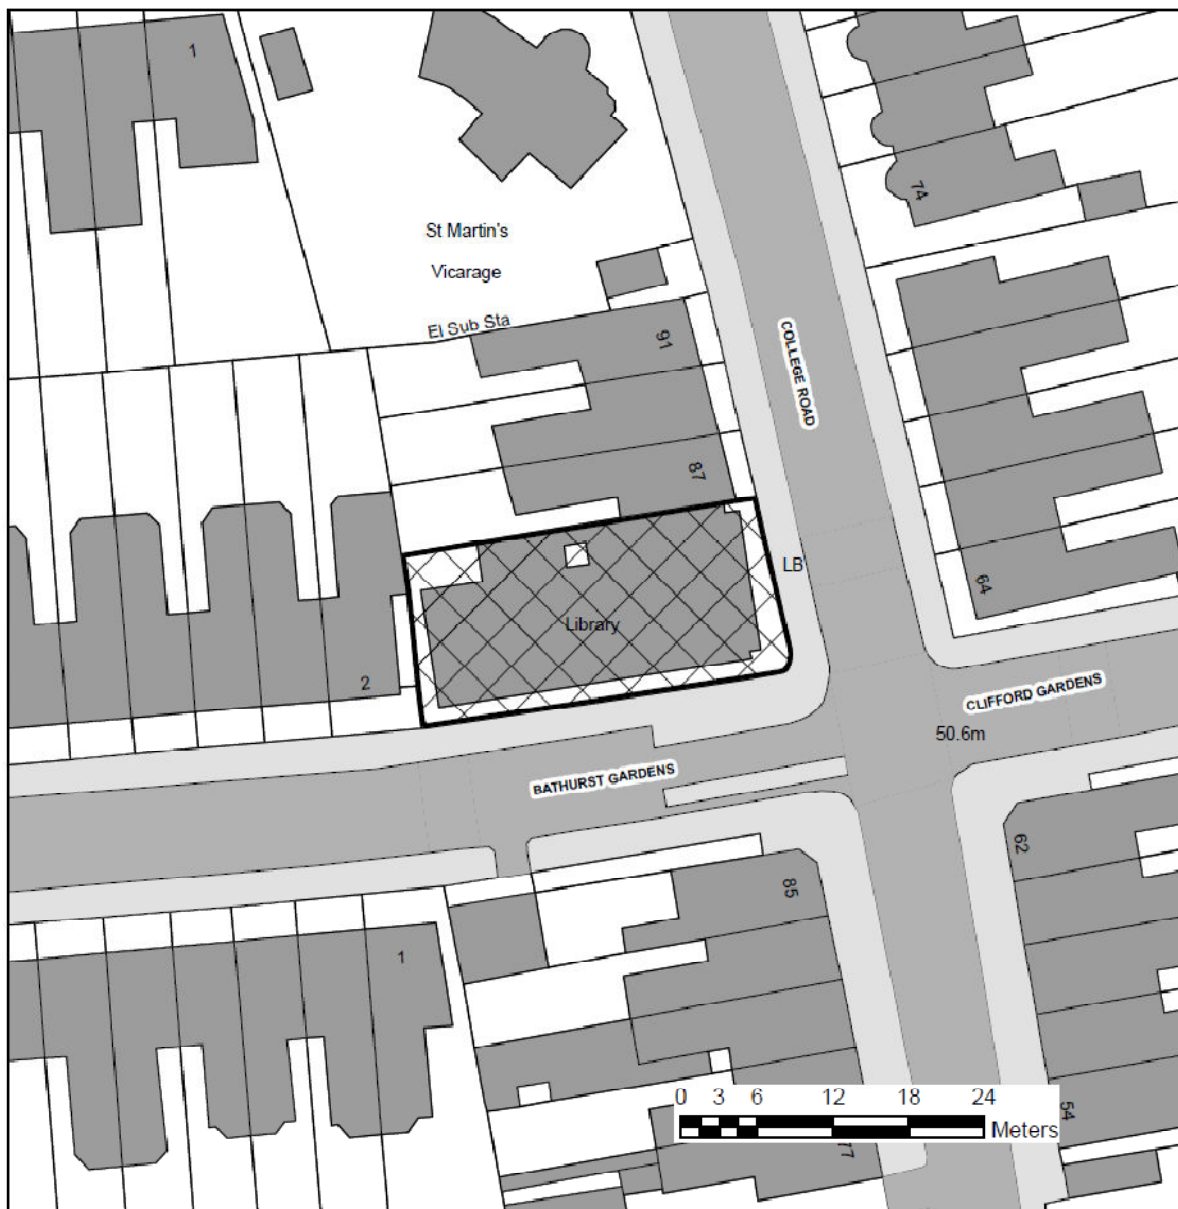 1
74
St Martin's
Vicarage
El Sub Sta
91
COLLEGE ROAD
87
LB
64
Library
2
CLIFFORD GARDENS
50.6m
BATHURST GARDENS
62
85
1
0 3 6 12 18 24
Meters
54
77